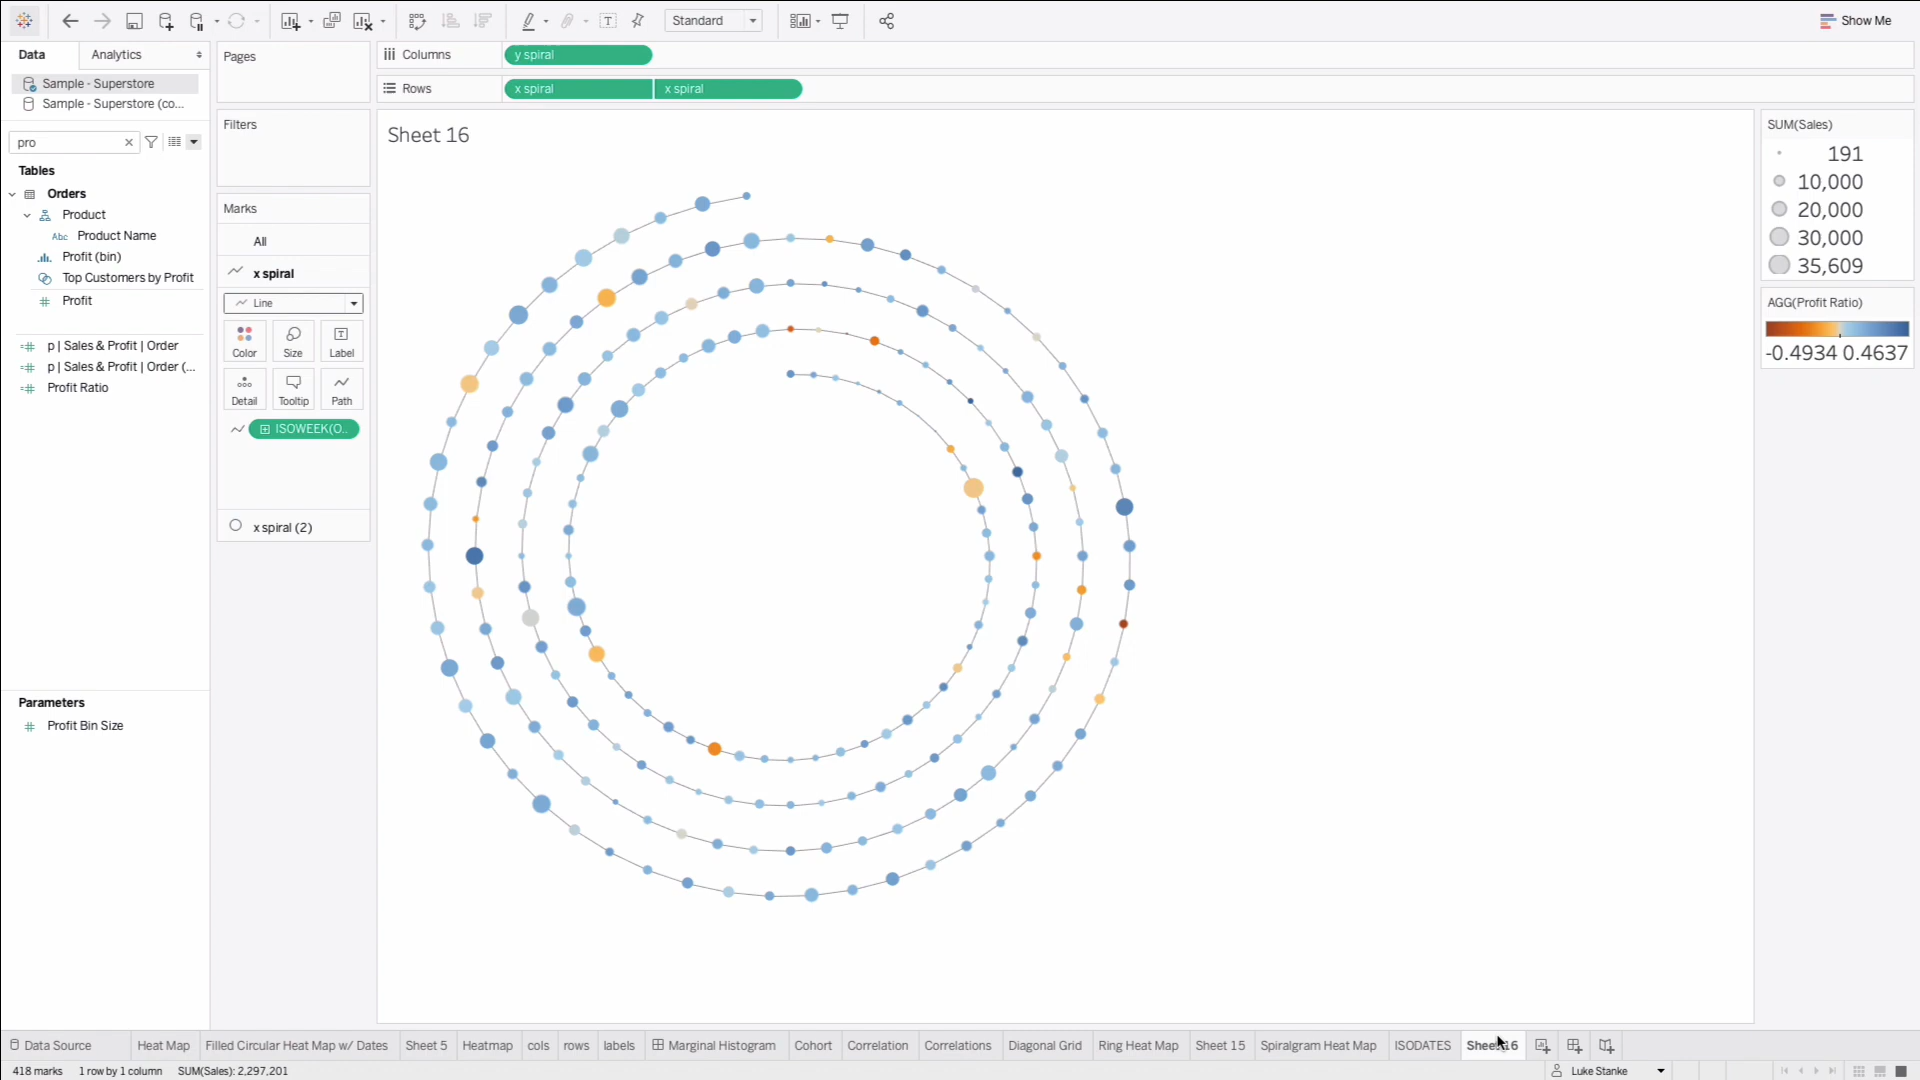 Standard
Show Me
Data
Analytics
Pages
Columns
y spiral
Rows
x spiral
x spiral
Sample - Superstore
Sample - Superstore (co...
pro
Tables
Orders
Product
Abc Product Name
Profit (bin)
Top Customers by Profit
Profit
p | Sales & Profit | Order
p | Sales & Profit | Order (...
Profit Ratio
Parameters
Profit Bin Size
Filters
Marks
All
x spiral
Line
Color
Size
Label
Detail
Tooltip
Path
ISOWEEK(O..
x spiral (2)
Sheet 16
SUM(Sales)
191
10,000
20,000
30,000
35,609
AGG(Profit Ratio)
-0.4934 0.4637
Data Source
Heat Map
Filled Circular Heat Map w/ Dates
Sheet 5
Heatmap
cols
rows
labels
Marginal Histogram
Cohort
Correlation
Correlations
Diagonal Grid
Ring Heat Map
Sheet 15
Spiralgram Heat Map
ISODATES
Sheet 16
418 marks
1 row by 1 column
SUM(Sales): 2,297,201
Luke Stanke